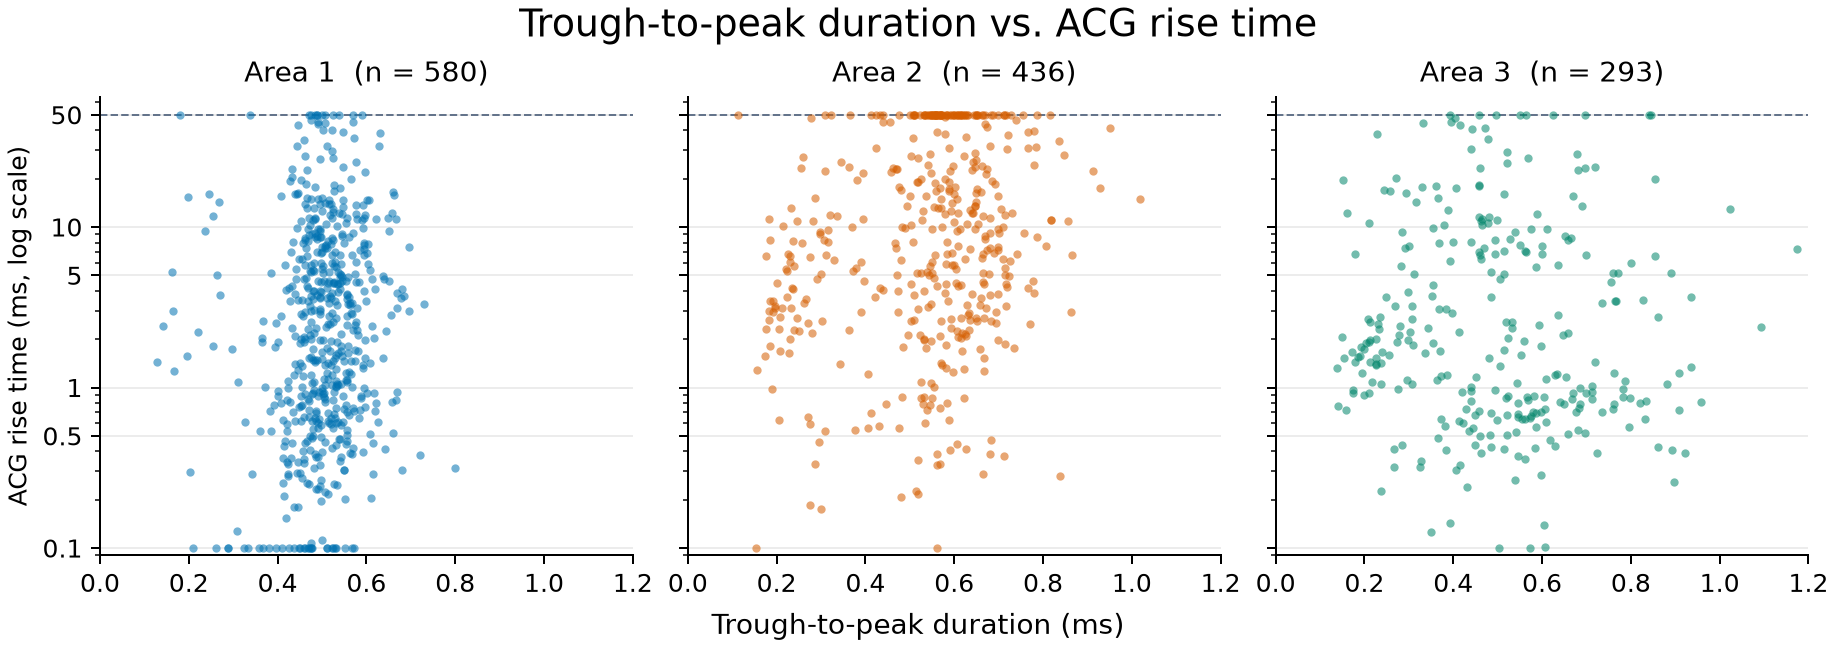 Trough-to-peak duration vs. ACG rise time
Area 1 (n = 580)
Area 2 (n = 436)
Area 3 (n = 293)
ACG rise time (ms, log scale)
50
10
5
1
0.5
0.1
0.0 0.2 0.4 0.6 0.8 1.0 1.2
0.0 0.2 0.4 0.6 0.8 1.0 1.2
0.0 0.2 0.4 0.6 0.8 1.0 1.2
Trough-to-peak duration (ms)